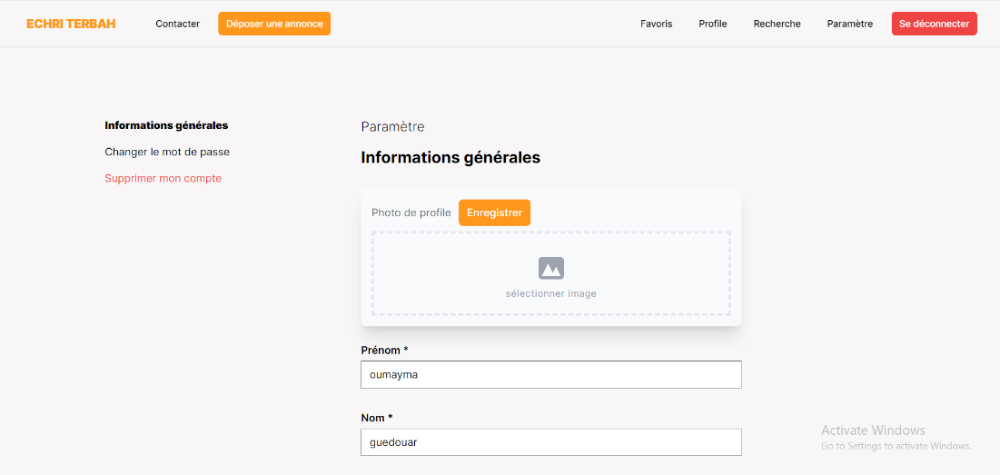 ECHRI TERBAH Contacter Déposer une annonce Favoris Profile Recherche Paramètre Se déconnecter
Informations générales
Changer le mot de passe
Supprimer mon compte
Paramètre
Informations générales
Photo de profile Enregistrer
sélectionner image
Prénom *
oumayma
Nom *
guedouar
Activate Windows
Go to Settings to activate Windows.